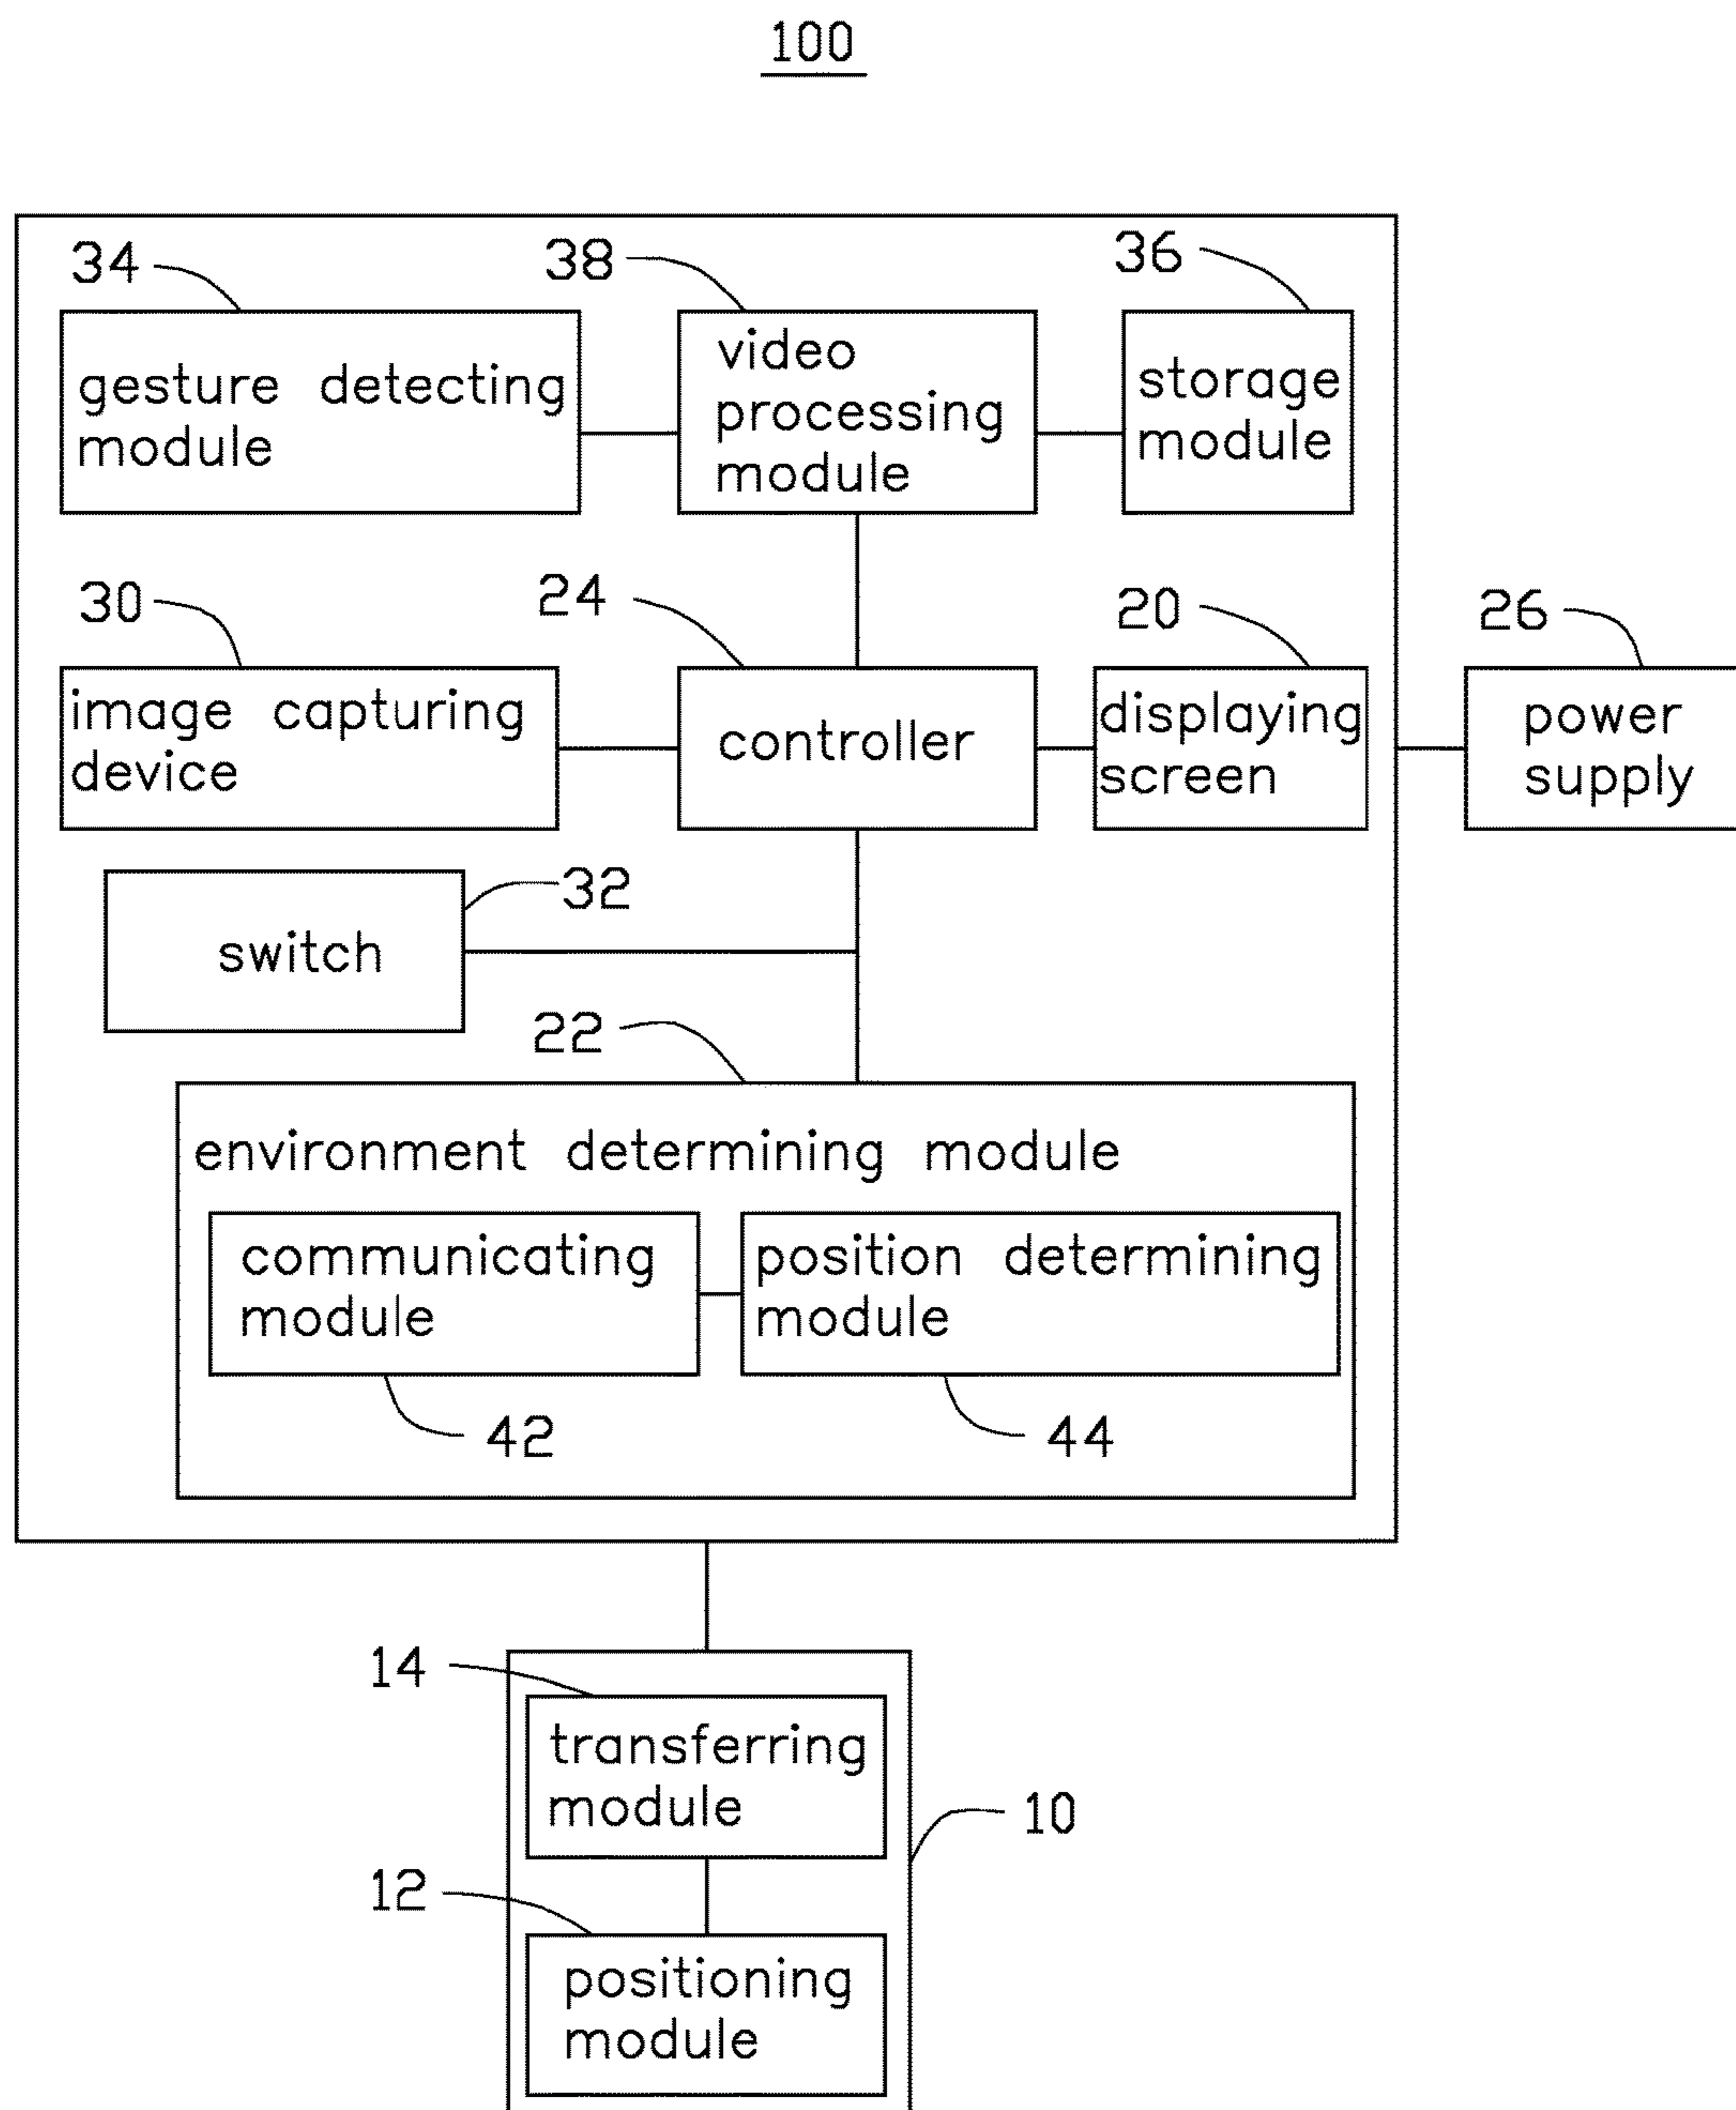 100
34
38
36
gesture detecting
module
video
processing
module
storage
module
30
24
20
26
image capturing
device
controller
displaying
screen
power
supply
32
switch
22
environment determining module
communicating
module
position determining
module
42
44
14
transferring
module
10
12
positioning
module